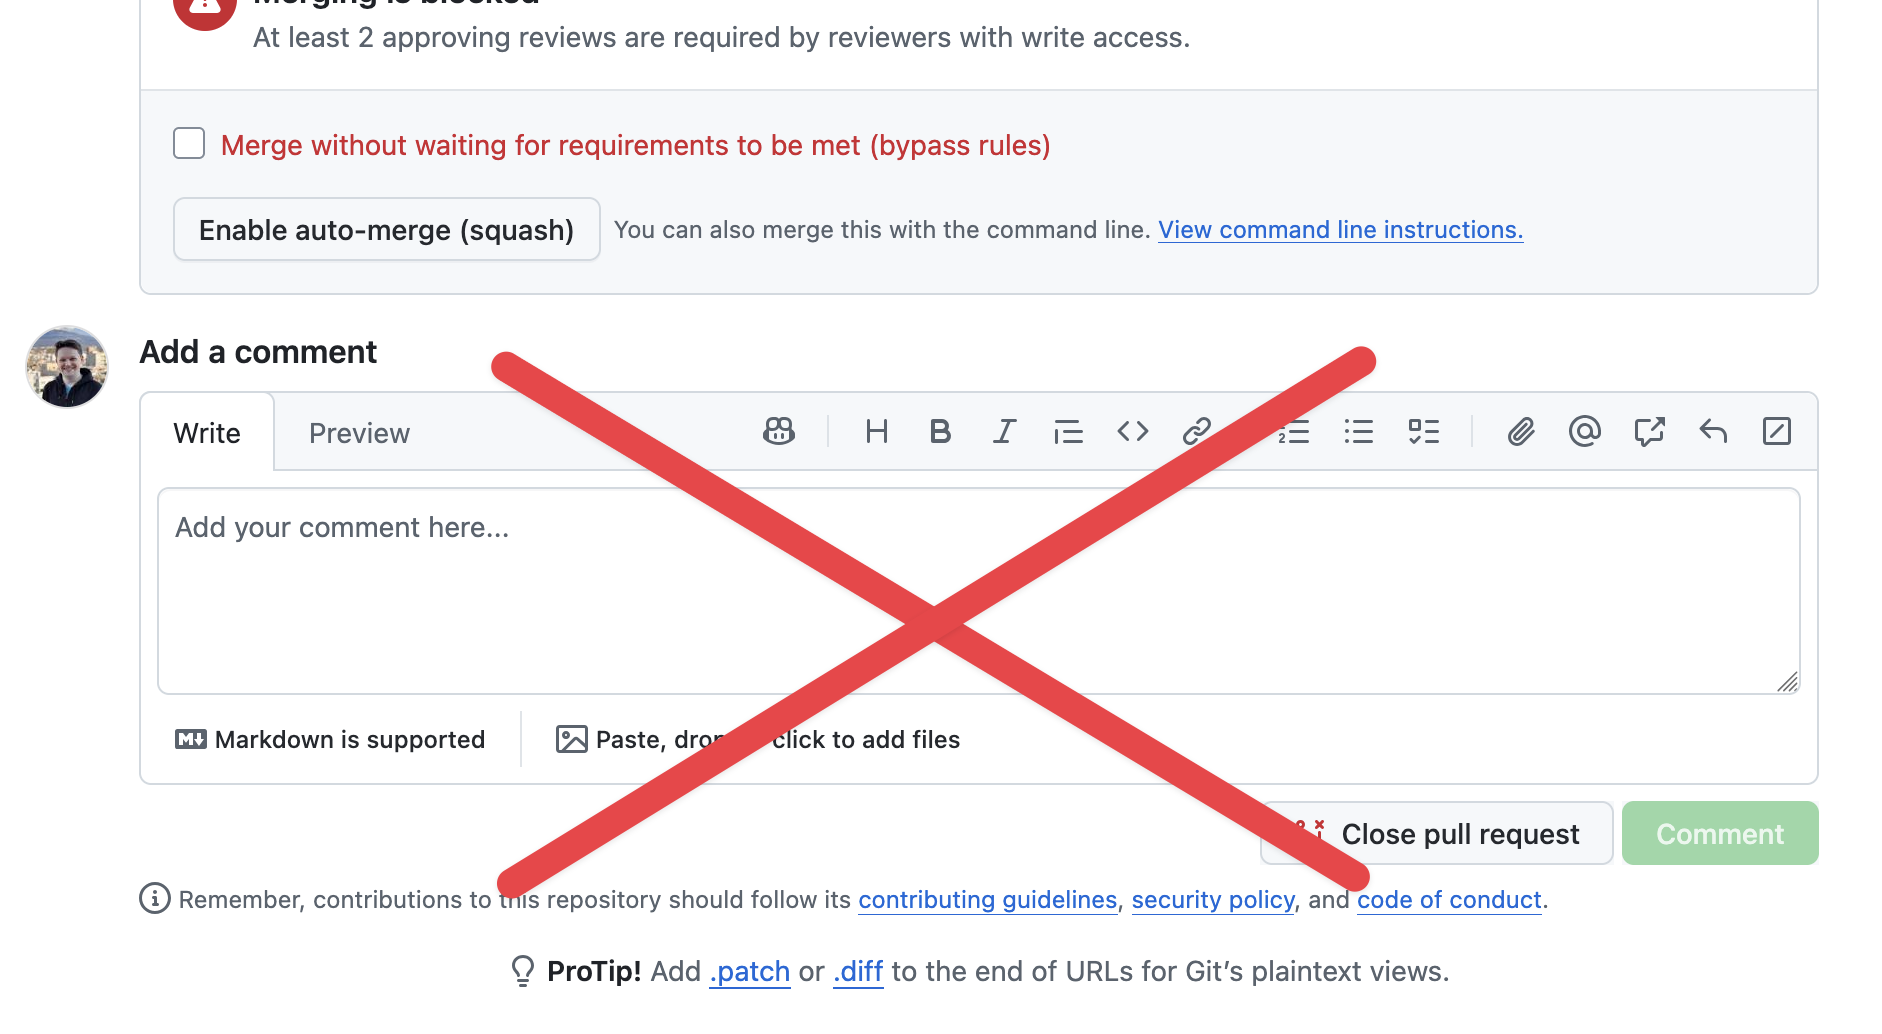 Merging is blocked
At least 2 approving reviews are required by reviewers with write access.
Merge without waiting for requirements to be met (bypass rules)
Enable auto-merge (squash) You can also merge this with the command line. View command line instructions.
Add a comment
Write Preview
Add your comment here...
Markdown is supported Paste, drop, click to add files
Close pull request Comment
Remember, contributions to this repository should follow its contributing guidelines, security policy, and code of conduct.
ProTip! Add .patch or .diff to the end of URLs for Git's plaintext views.